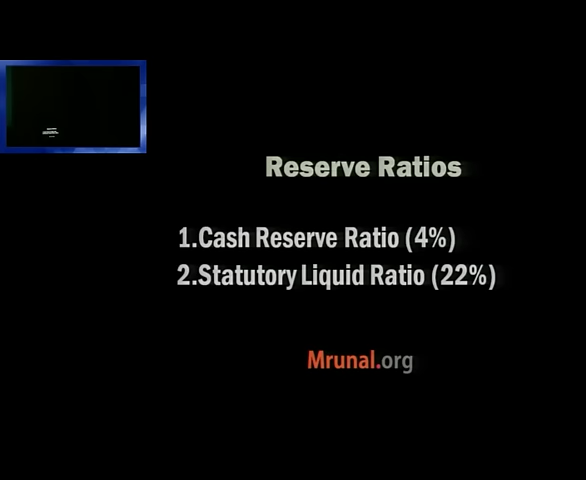 Reserve Ratios
1.Cash Reserve Ratio (4%)
2.Statutory Liquid Ratio (22%)
Mrunal.org